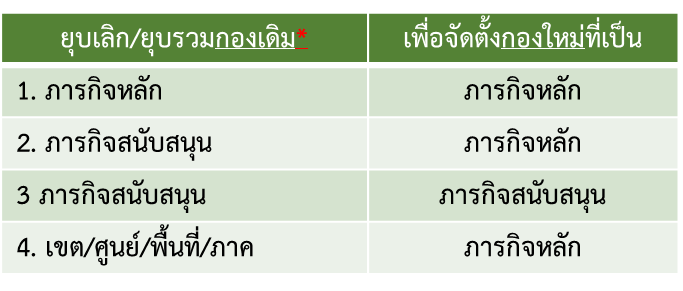 ยุบเลิก/ยุบรวมกองเดิม* เพื่อจัดตั้งกองใหม่ที่เป็น
1. ภารกิจหลัก ภารกิจหลัก
2. ภารกิจสนับสนุน ภารกิจหลัก
3 ภารกิจสนับสนุน ภารกิจสนับสนุน
4. เขต/ศูนย์/พื้นที่/ภาค ภารกิจหลัก